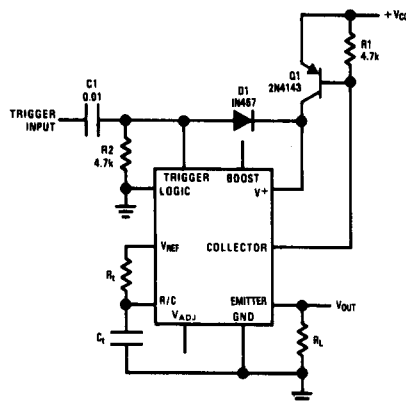 + VCC
R1
4.7k
Q1
2N4143
D1
IN457
C1
0.01
TRIGGER
INPUT
R2
4.7k
TRIGGER
BOOST
LOGIC
V+
VREF
COLLECTOR
Rt
R/C
EMITTER
VOUT
VADJ
GND
Ct
RL